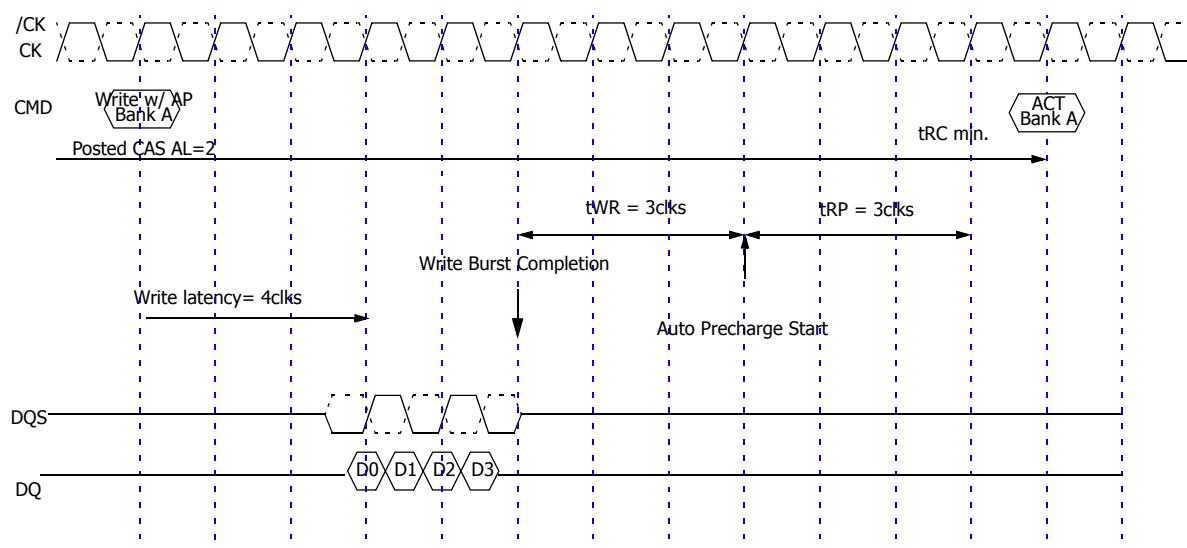 /CK
CK
CMD
Write w/ AP
Bank A
ACT
Bank A
tRC min.
Posted CAS AL=2
tWR = 3clks
tRP = 3clks
Write Burst Completion
Write latency= 4clks
Auto Precharge Start
DQS
D0 D1 D2 D3
DQ